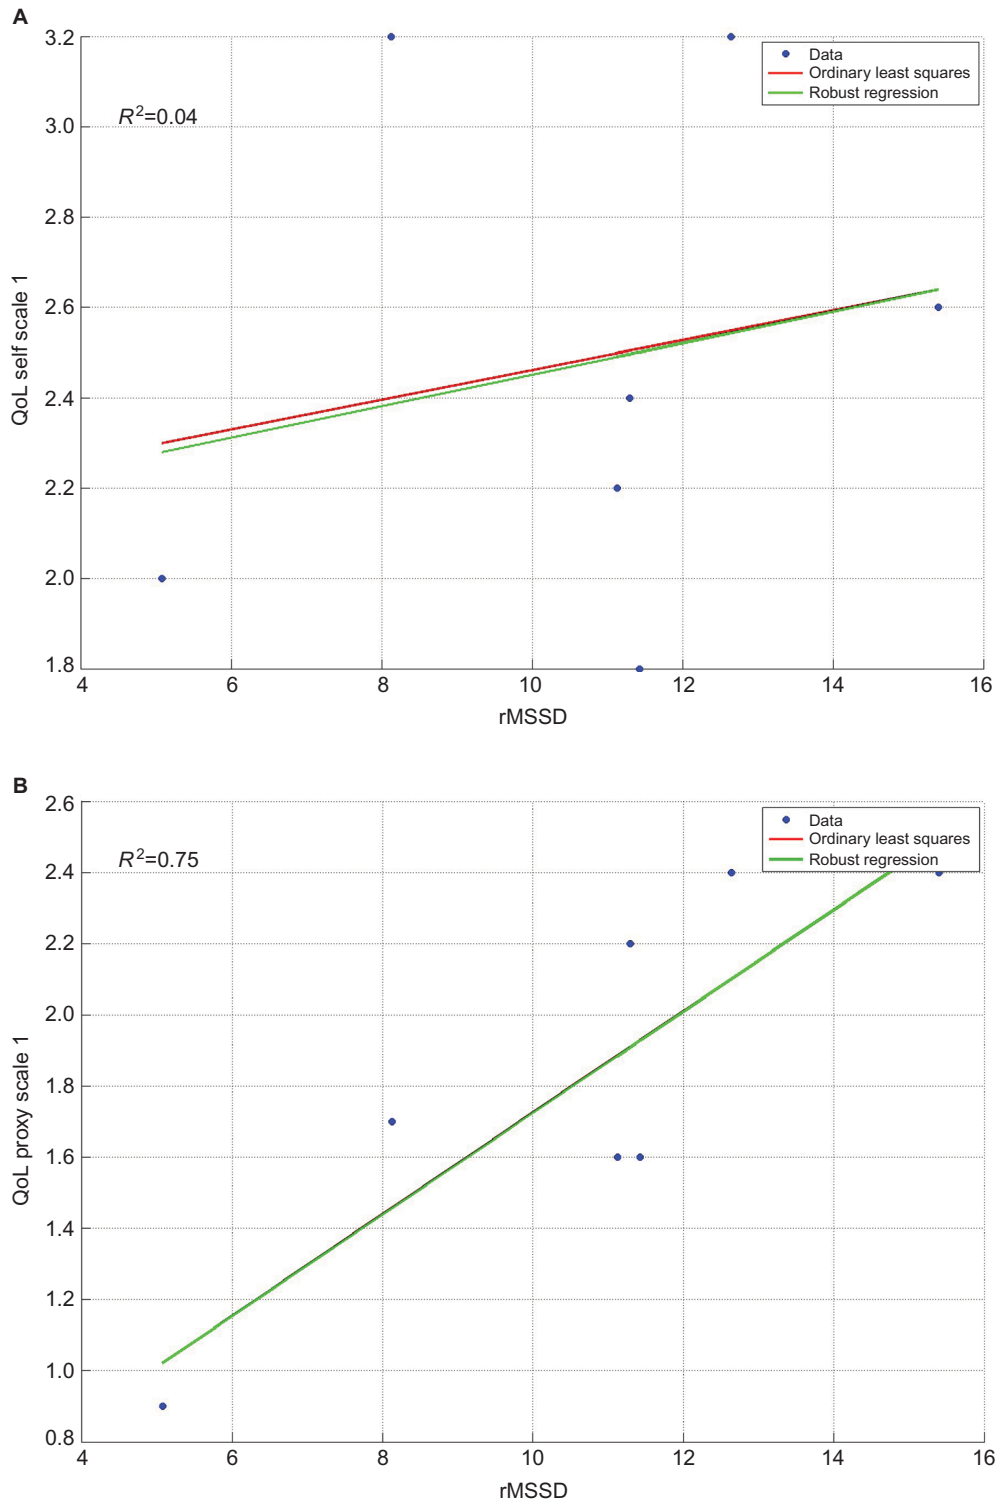 A
3.2
3.0
2.8
2.6
2.4
2.2
2.0
1.8
QoL self scale 1
R²=0.04
Data
Ordinary least squares
Robust regression
4 6 8 10 12 14 16
rMSSD
B
2.6
2.4
2.2
2.0
1.8
1.6
1.4
1.2
1.0
0.8
QoL proxy scale 1
R²=0.75
Data
Ordinary least squares
Robust regression
4 6 8 10 12 14 16
rMSSD